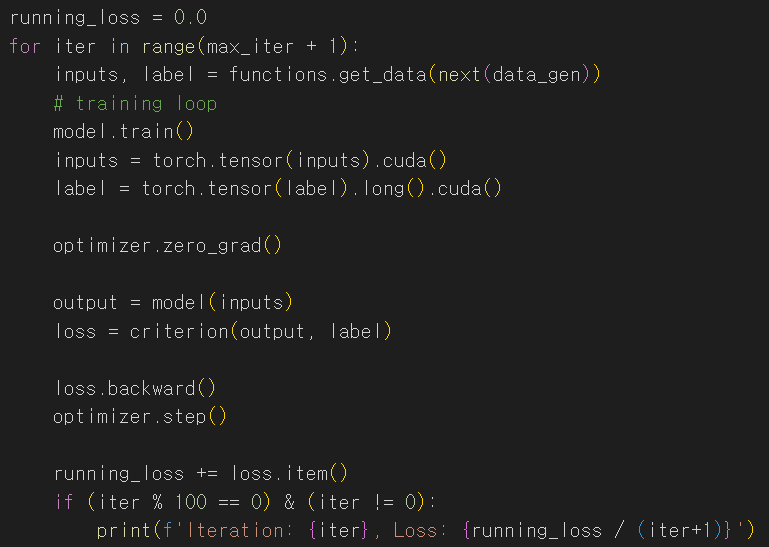 running_loss = 0.0
for iter in range(max_iter + 1):
    inputs, label = functions.get_data(next(data_gen))
    # training loop
    model.train()
    inputs = torch.tensor(inputs).cuda()
    label = torch.tensor(label).long().cuda()

    optimizer.zero_grad()

    output = model(inputs)
    loss = criterion(output, label)

    loss.backward()
    optimizer.step()

    running_loss += loss.item()
    if (iter % 100 == 0) & (iter != 0):
        print(f'Iteration: {iter}, Loss: {running_loss / (iter+1)}')